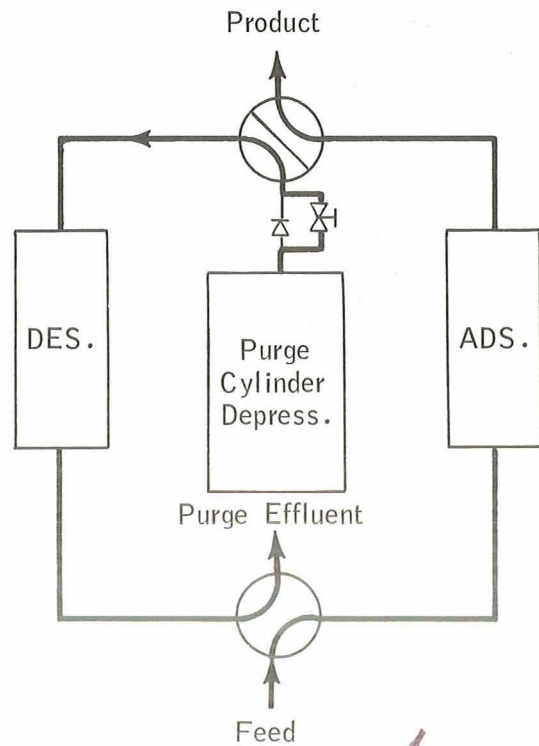 Product
DES.
Purge
Cylinder
Depress.
ADS.
Purge Effluent
Feed